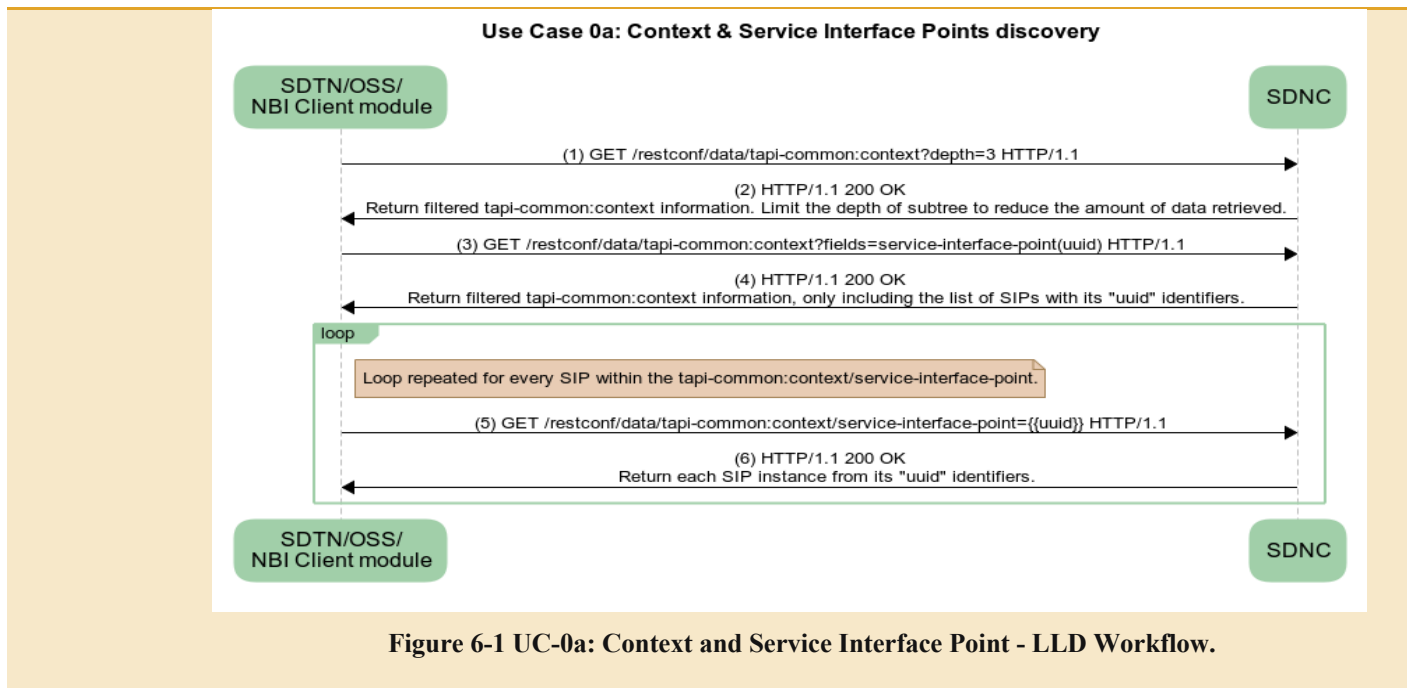 Use Case 0a: Context & Service Interface Points discovery
SDTN/OSS/
NBI Client module
SDNC
(1) GET /restconf/data/tapi-common:context?depth=3 HTTP/1.1
(2) HTTP/1.1 200 OK
Return filtered tapi-common:context information. Limit the depth of subtree to reduce the amount of data retrieved.
(3) GET /restconf/data/tapi-common:context?fields=service-interface-point(uuid) HTTP/1.1
(4) HTTP/1.1 200 OK
Return filtered tapi-common:context information, only including the list of SIPs with its "uuid" identifiers.
loop
Loop repeated for every SIP within the tapi-common:context/service-interface-point.
(5) GET /restconf/data/tapi-common:context/service-interface-point={{uuid}} HTTP/1.1
(6) HTTP/1.1 200 OK
Return each SIP instance from its "uuid" identifiers.
SDTN/OSS/
NBI Client module
SDNC
Figure 6-1 UC-0a: Context and Service Interface Point - LLD Workflow.